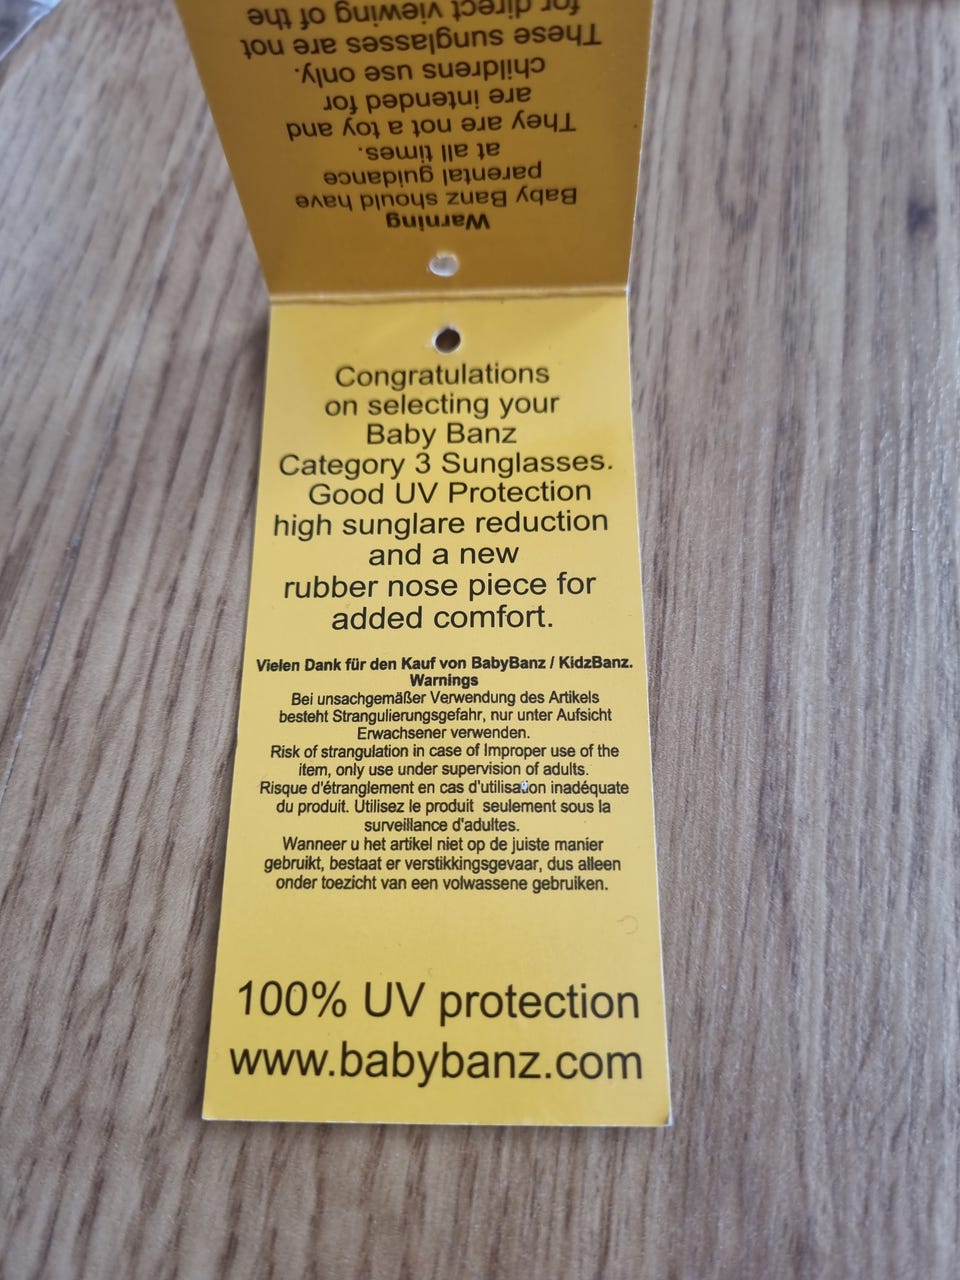 Warning
Baby Banz should have
parental guidance
at all times.
They are not a toy and
are intended for
childrens use only.
These sunglasses are not
for direct viewing of the
Congratulations
on selecting your
Baby Banz
Category 3 Sunglasses.
Good UV Protection
high sunglare reduction
and a new
rubber nose piece for
added comfort.
Vielen Dank für den Kauf von BabyBanz / KidzBanz.
Warnings
Bei unsachgemäßer Verwendung des Artikels
besteht Strangulierungsgefahr, nur unter Aufsicht
Erwachsener verwenden.
Risk of strangulation in case of Improper use of the
item, only use under supervision of adults.
Risque d'étranglement en cas d'utilisation inadéquate
du produit. Utilisez le produit seulement sous la
surveillance d'adultes.
Wanneer u het artikel niet op de juiste manier
gebruikt, bestaat er verstikkingsgevaar, dus alleen
onder toezicht van een volwassene gebruiken.
100% UV protection
www.babybanz.com